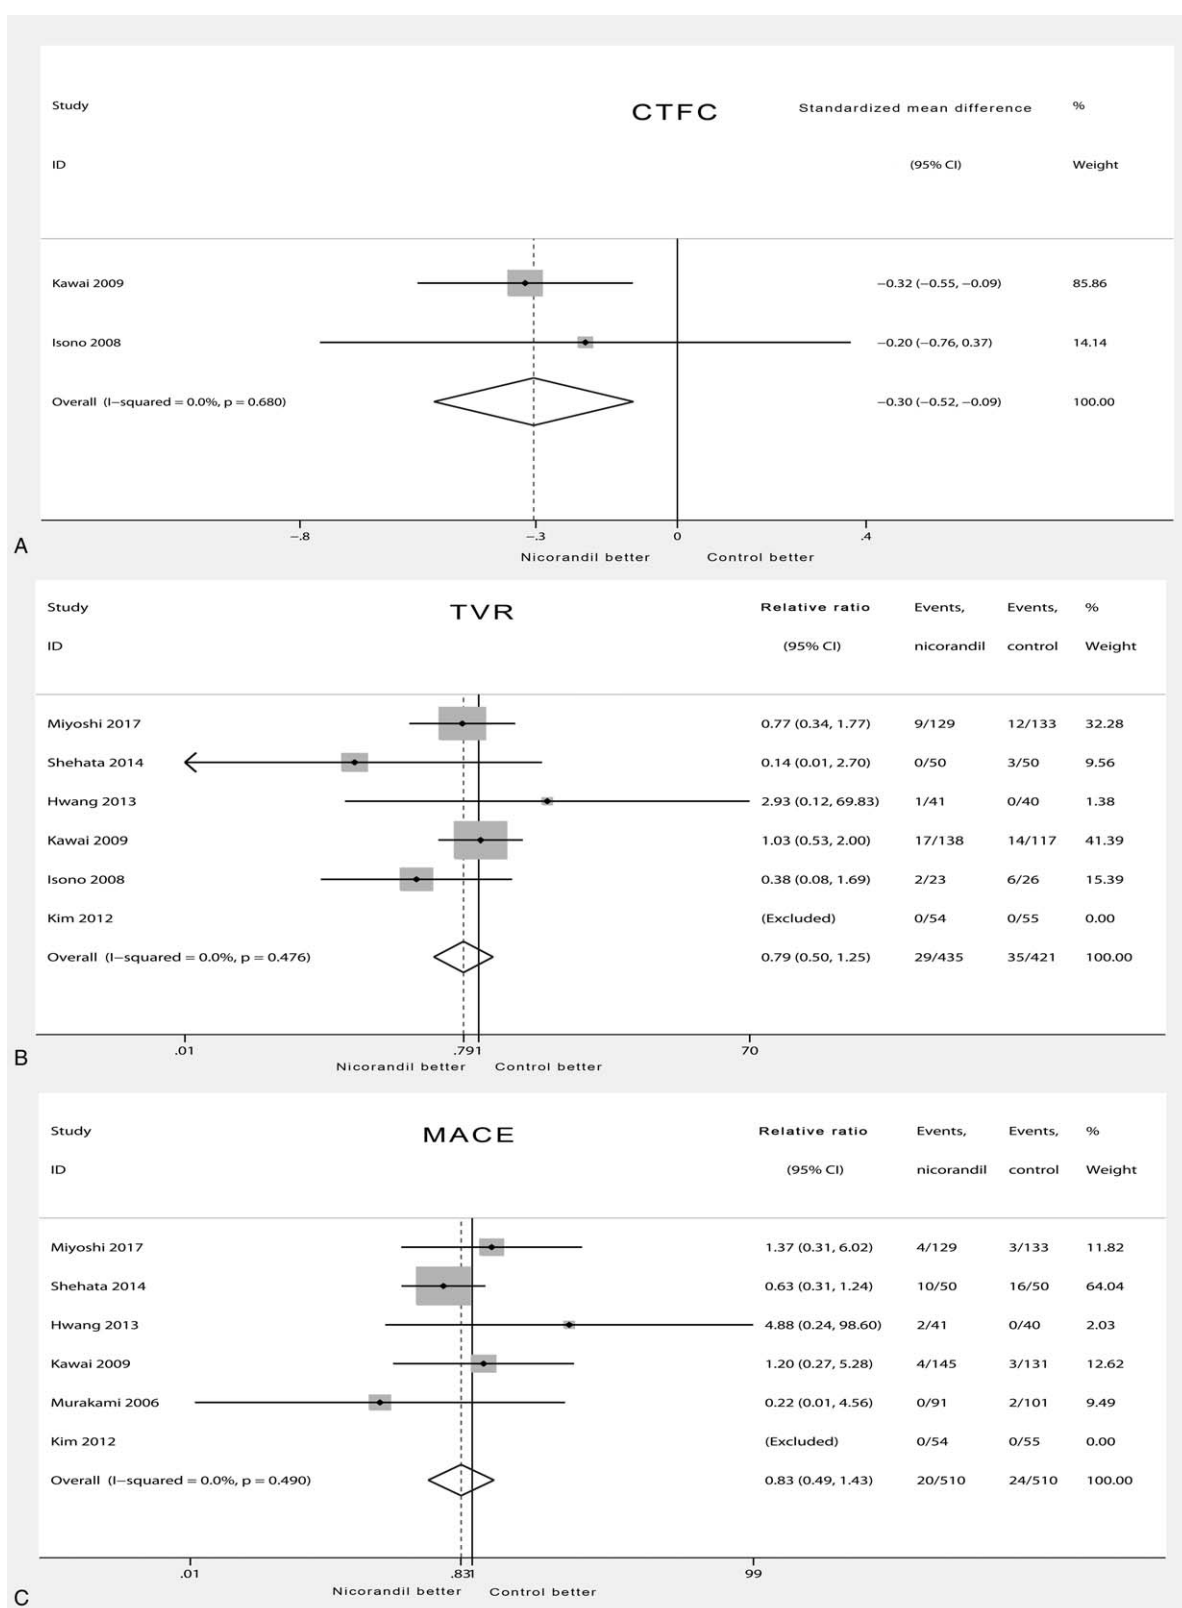 Study CTFC Standardized mean difference %
ID (95% CI) Weight
Kawai 2009 −0.32 (−0.55, −0.09) 85.86
Isono 2008 −0.20 (−0.76, 0.37) 14.14
Overall (I−squared = 0.0%, p = 0.680) −0.30 (−0.52, −0.09) 100.00
−.8 −.3 0 .4
A
Nicorandil better Control better
Study TVR Relative ratio Events, Events, %
ID (95% CI) nicorandil control Weight
Miyoshi 2017 0.77 (0.34, 1.77) 9/129 12/133 32.28
Shehata 2014 0.14 (0.01, 2.70) 0/50 3/50 9.56
Hwang 2013 2.93 (0.12, 69.83) 1/41 0/40 1.38
Kawai 2009 1.03 (0.53, 2.00) 17/138 14/117 41.39
Isono 2008 0.38 (0.08, 1.69) 2/23 6/26 15.39
Kim 2012 (Excluded) 0/54 0/55 0.00
Overall (I−squared = 0.0%, p = 0.476) 0.79 (0.50, 1.25) 29/435 35/421 100.00
.01 .791 70
B
Nicorandil better Control better
Study MACE Relative ratio Events, Events, %
ID (95% CI) nicorandil control Weight
Miyoshi 2017 1.37 (0.31, 6.02) 4/129 3/133 11.82
Shehata 2014 0.63 (0.31, 1.24) 10/50 16/50 64.04
Hwang 2013 4.88 (0.24, 98.60) 2/41 0/40 2.03
Kawai 2009 1.20 (0.27, 5.28) 4/145 3/131 12.62
Murakami 2006 0.22 (0.01, 4.56) 0/91 2/101 9.49
Kim 2012 (Excluded) 0/54 0/55 0.00
Overall (I−squared = 0.0%, p = 0.490) 0.83 (0.49, 1.43) 20/510 24/510 100.00
.01 .831 99
Nicorandil better Control better
C